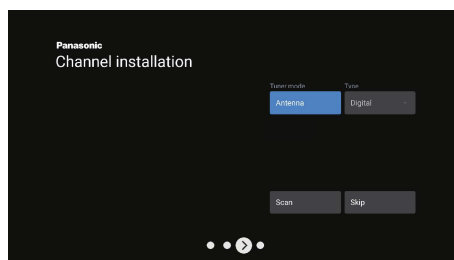 Panasonic
Channel installation
Tuner mode Type
Antenna Digital
Scan Skip